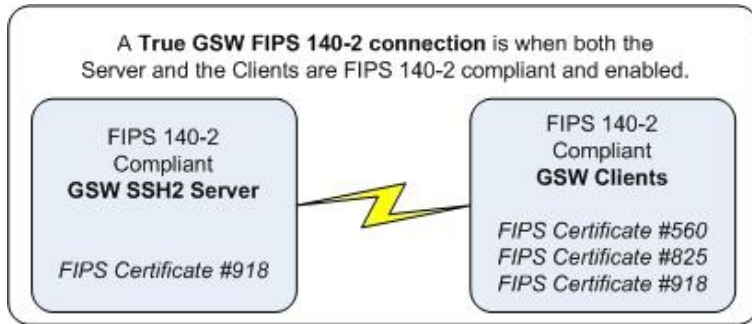 A True GSW FIPS 140-2 connection is when both the
Server and the Clients are FIPS 140-2 compliant and enabled.
FIPS 140-2
Compliant
GSW SSH2 Server
FIPS Certificate #918
FIPS 140-2
Compliant
GSW Clients
FIPS Certificate #560
FIPS Certificate #825
FIPS Certificate #918